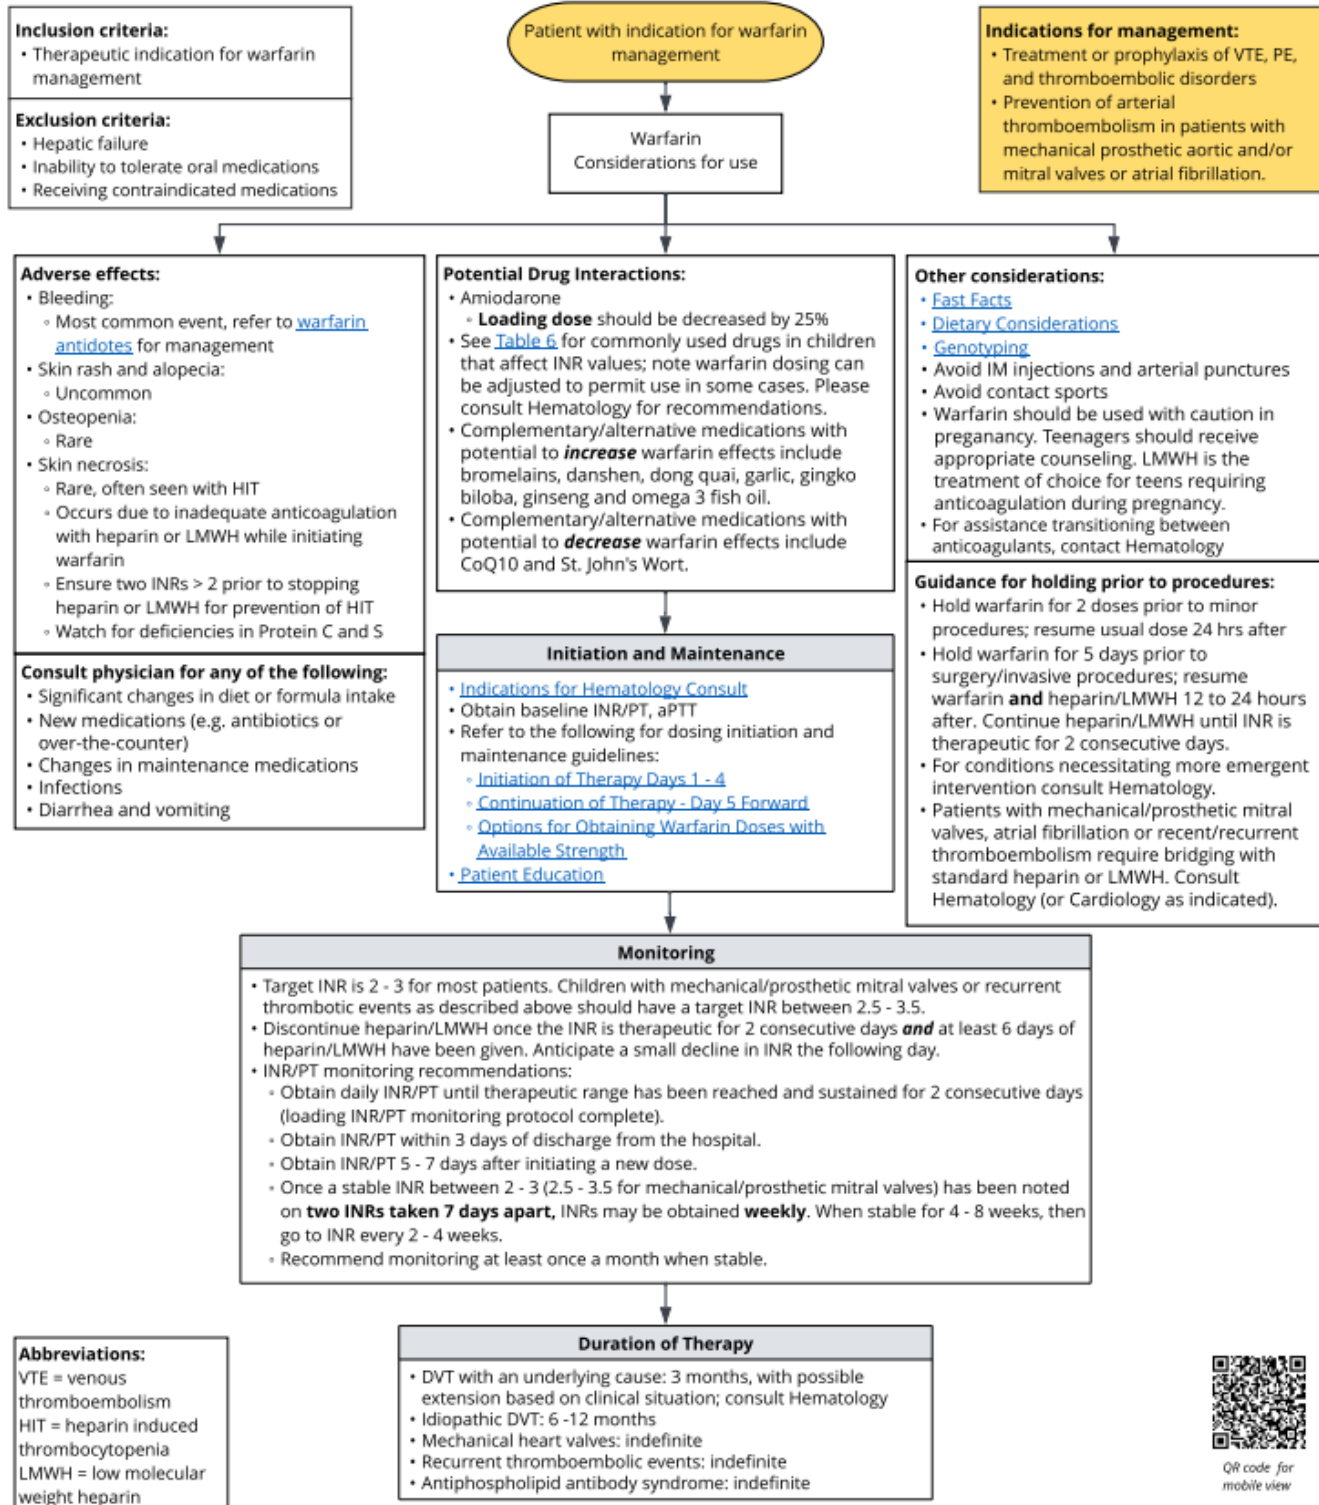 Inclusion criteria:
• Therapeutic indication for warfarin
management
Exclusion criteria:
• Hepatic failure
• Inability to tolerate oral medications
• Receiving contraindicated medications
Patient with indication for warfarin
management
Warfarin
Considerations for use
Indications for management:
• Treatment or prophylaxis of VTE, PE,
and thromboembolic disorders
• Prevention of arterial
thromboembolism in patients with
mechanical prosthetic aortic and/or
mitral valves or atrial fibrillation.
Adverse effects:
• Bleeding:
◦ Most common event, refer to warfarin
antidotes for management
• Skin rash and alopecia:
◦ Uncommon
• Osteopenia:
◦ Rare
• Skin necrosis:
◦ Rare, often seen with HIT
◦ Occurs due to inadequate anticoagulation
with heparin or LMWH while initiating
warfarin
◦ Ensure two INRs > 2 prior to stopping
heparin or LMWH for prevention of HIT
◦ Watch for deficiencies in Protein C and S
Consult physician for any of the following:
• Significant changes in diet or formula intake
• New medications (e.g. antibiotics or
over-the-counter)
• Changes in maintenance medications
• Infections
• Diarrhea and vomiting
Potential Drug Interactions:
• Amiodarone
◦ Loading dose should be decreased by 25%
• See Table 6 for commonly used drugs in children
that affect INR values; note warfarin dosing can
be adjusted to permit use in some cases. Please
consult Hematology for recommendations.
• Complementary/alternative medications with
potential to increase warfarin effects include
bromelains, danshen, dong quai, garlic, gingko
biloba, ginseng and omega 3 fish oil.
• Complementary/alternative medications with
potential to decrease warfarin effects include
CoQ10 and St. John's Wort.
Initiation and Maintenance
• Indications for Hematology Consult
• Obtain baseline INR/PT, aPTT
• Refer to the following for dosing initiation and
maintenance guidelines:
◦ Initiation of Therapy Days 1 - 4
◦ Continuation of Therapy - Day 5 Forward
◦ Options for Obtaining Warfarin Doses with
Available Strength
• Patient Education
Other considerations:
• Fast Facts
• Dietary Considerations
• Genotyping
• Avoid IM injections and arterial punctures
• Avoid contact sports
• Warfarin should be used with caution in
preganancy. Teenagers should receive
appropriate counseling. LMWH is the
treatment of choice for teens requiring
anticoagulation during pregnancy.
• For assistance transitioning between
anticoagulants, contact Hematology
Guidance for holding prior to procedures:
• Hold warfarin for 2 doses prior to minor
procedures; resume usual dose 24 hrs after
• Hold warfarin for 5 days prior to
surgery/invasive procedures; resume
warfarin and heparin/LMWH 12 to 24 hours
after. Continue heparin/LMWH until INR is
therapeutic for 2 consecutive days.
• For conditions necessitating more emergent
intervention consult Hematology.
• Patients with mechanical/prosthetic mitral
valves, atrial fibrillation or recent/recurrent
thromboembolism require bridging with
standard heparin or LMWH. Consult
Hematology (or Cardiology as indicated).
Monitoring
• Target INR is 2 - 3 for most patients. Children with mechanical/prosthetic mitral valves or recurrent
thrombotic events as described above should have a target INR between 2.5 - 3.5.
• Discontinue heparin/LMWH once the INR is therapeutic for 2 consecutive days and at least 6 days of
heparin/LMWH have been given. Anticipate a small decline in INR the following day.
• INR/PT monitoring recommendations:
◦ Obtain daily INR/PT until therapeutic range has been reached and sustained for 2 consecutive days
(loading INR/PT monitoring protocol complete).
◦ Obtain INR/PT within 3 days of discharge from the hospital.
◦ Obtain INR/PT 5 - 7 days after initiating a new dose.
◦ Once a stable INR between 2 - 3 (2.5 - 3.5 for mechanical/prosthetic mitral valves) has been noted
on two INRs taken 7 days apart, INRs may be obtained weekly. When stable for 4 - 8 weeks, then
go to INR every 2 - 4 weeks.
◦ Recommend monitoring at least once a month when stable.
Duration of Therapy
• DVT with an underlying cause: 3 months, with possible
extension based on clinical situation; consult Hematology
• Idiopathic DVT: 6 -12 months
• Mechanical heart valves: indefinite
• Recurrent thromboembolic events: indefinite
• Antiphospholipid antibody syndrome: indefinite
Abbreviations:
VTE = venous
thromboembolism
HIT = heparin induced
thrombocytopenia
LMWH = low molecular
weight heparin
QR code for
mobile view